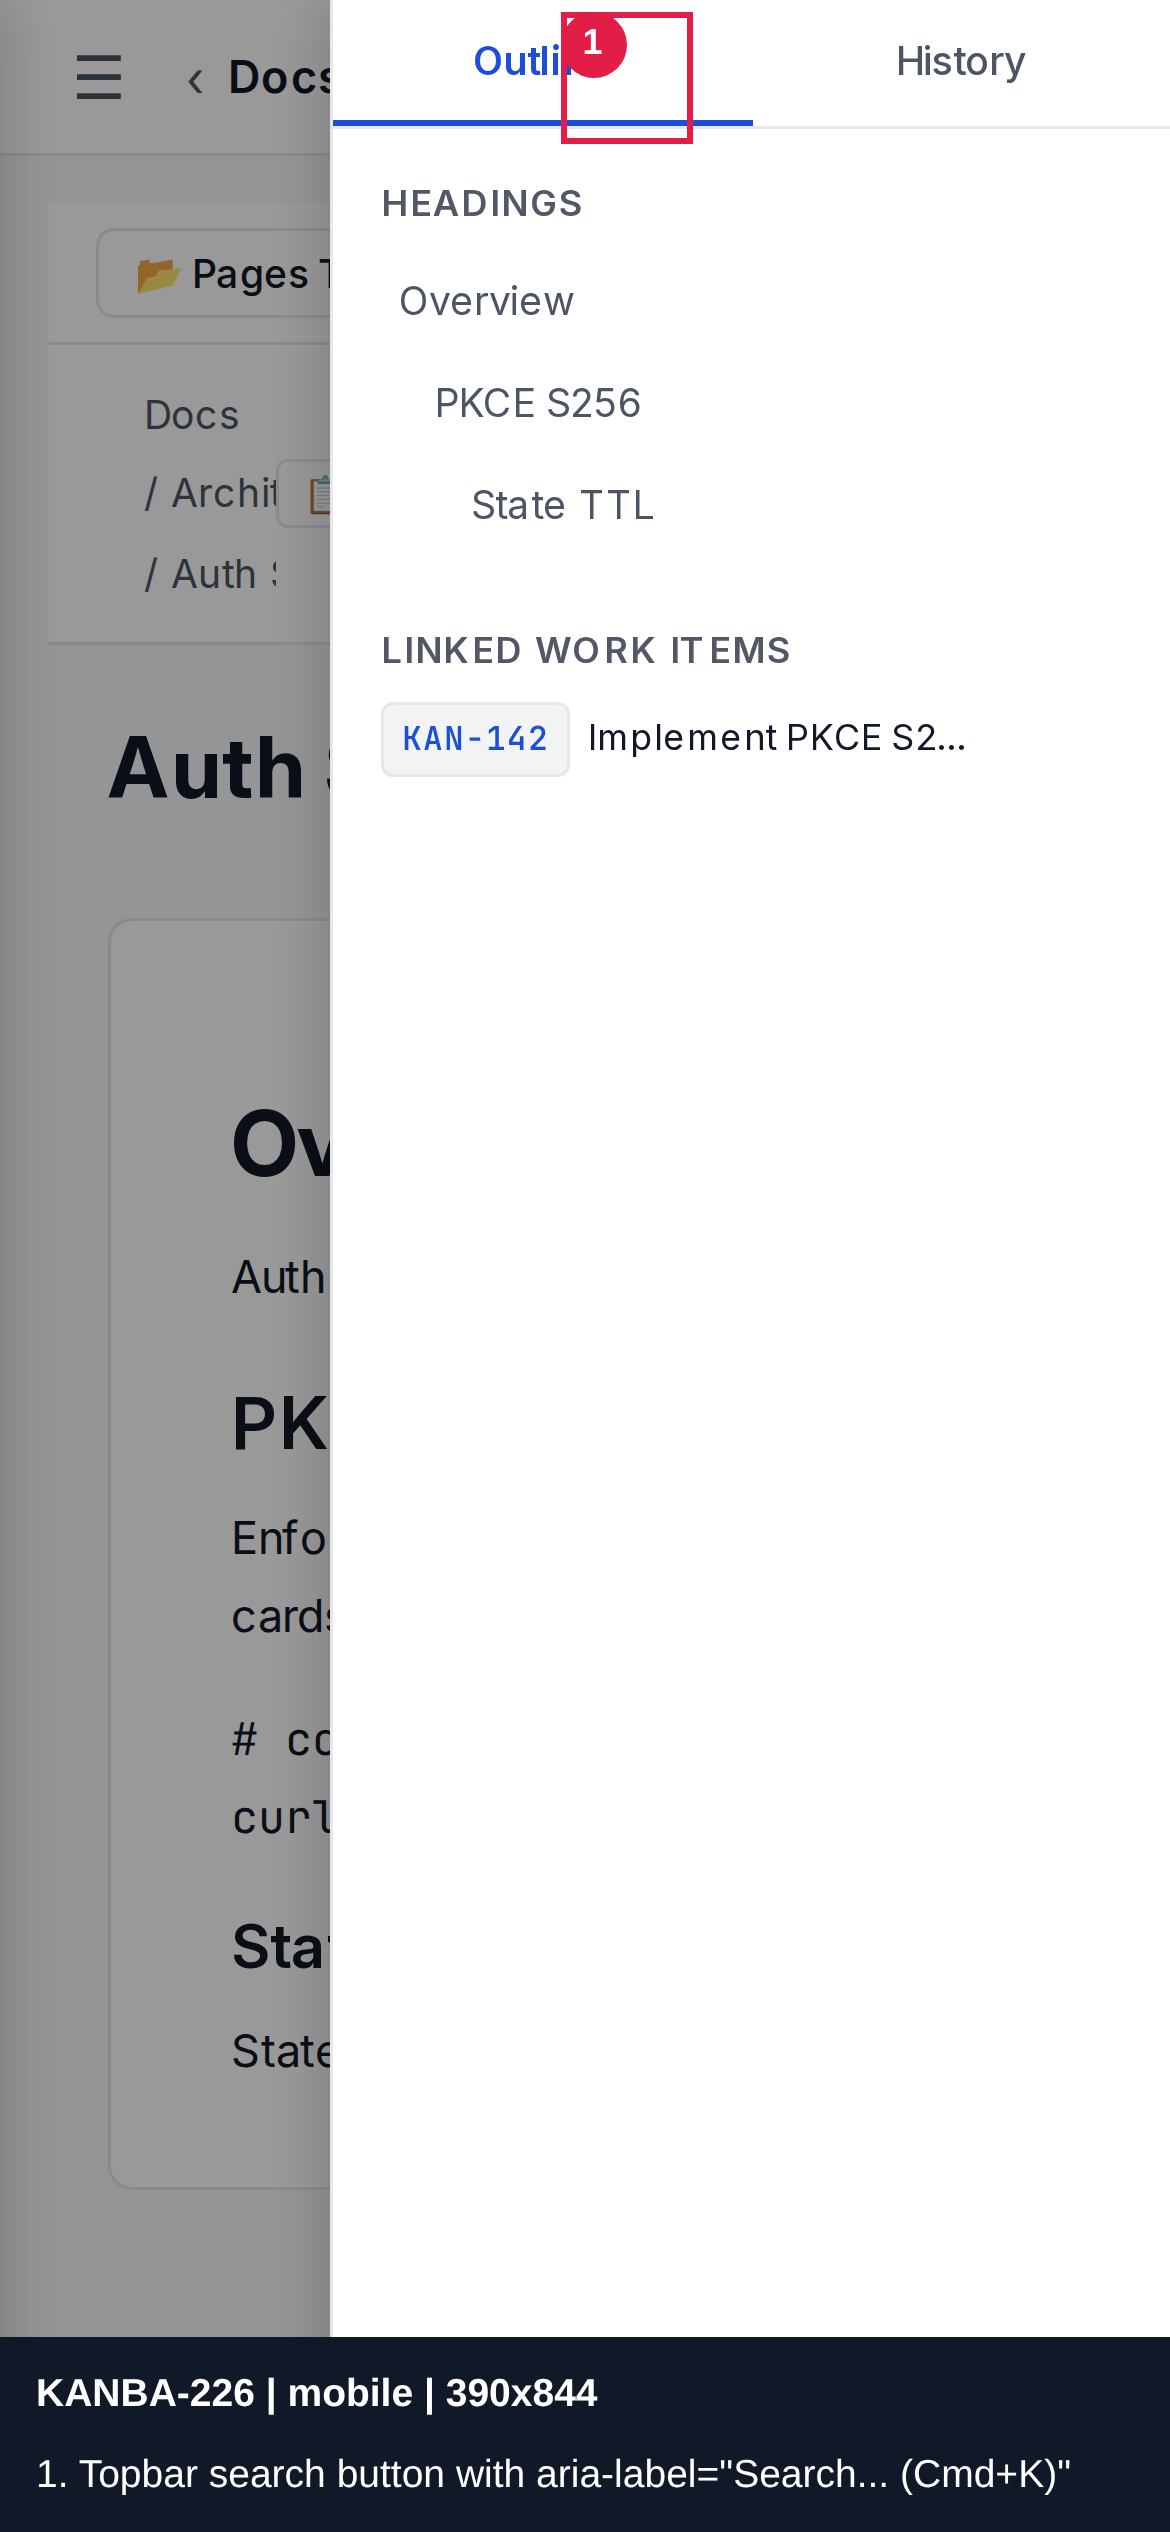 ‹ Docs
Outli
1
History
📂 Pages
HEADINGS
Overview
PKCE S256
State TTL
Docs
/ Archit
/ Auth
LINKED WORK ITEMS
KAN-142 Implement PKCE S2...
Auth
Ov
Auth
PK
Enfo
cards
# co
curl
Stat
State
KANBA-226 | mobile | 390x844
1. Topbar search button with aria-label="Search... (Cmd+K)"